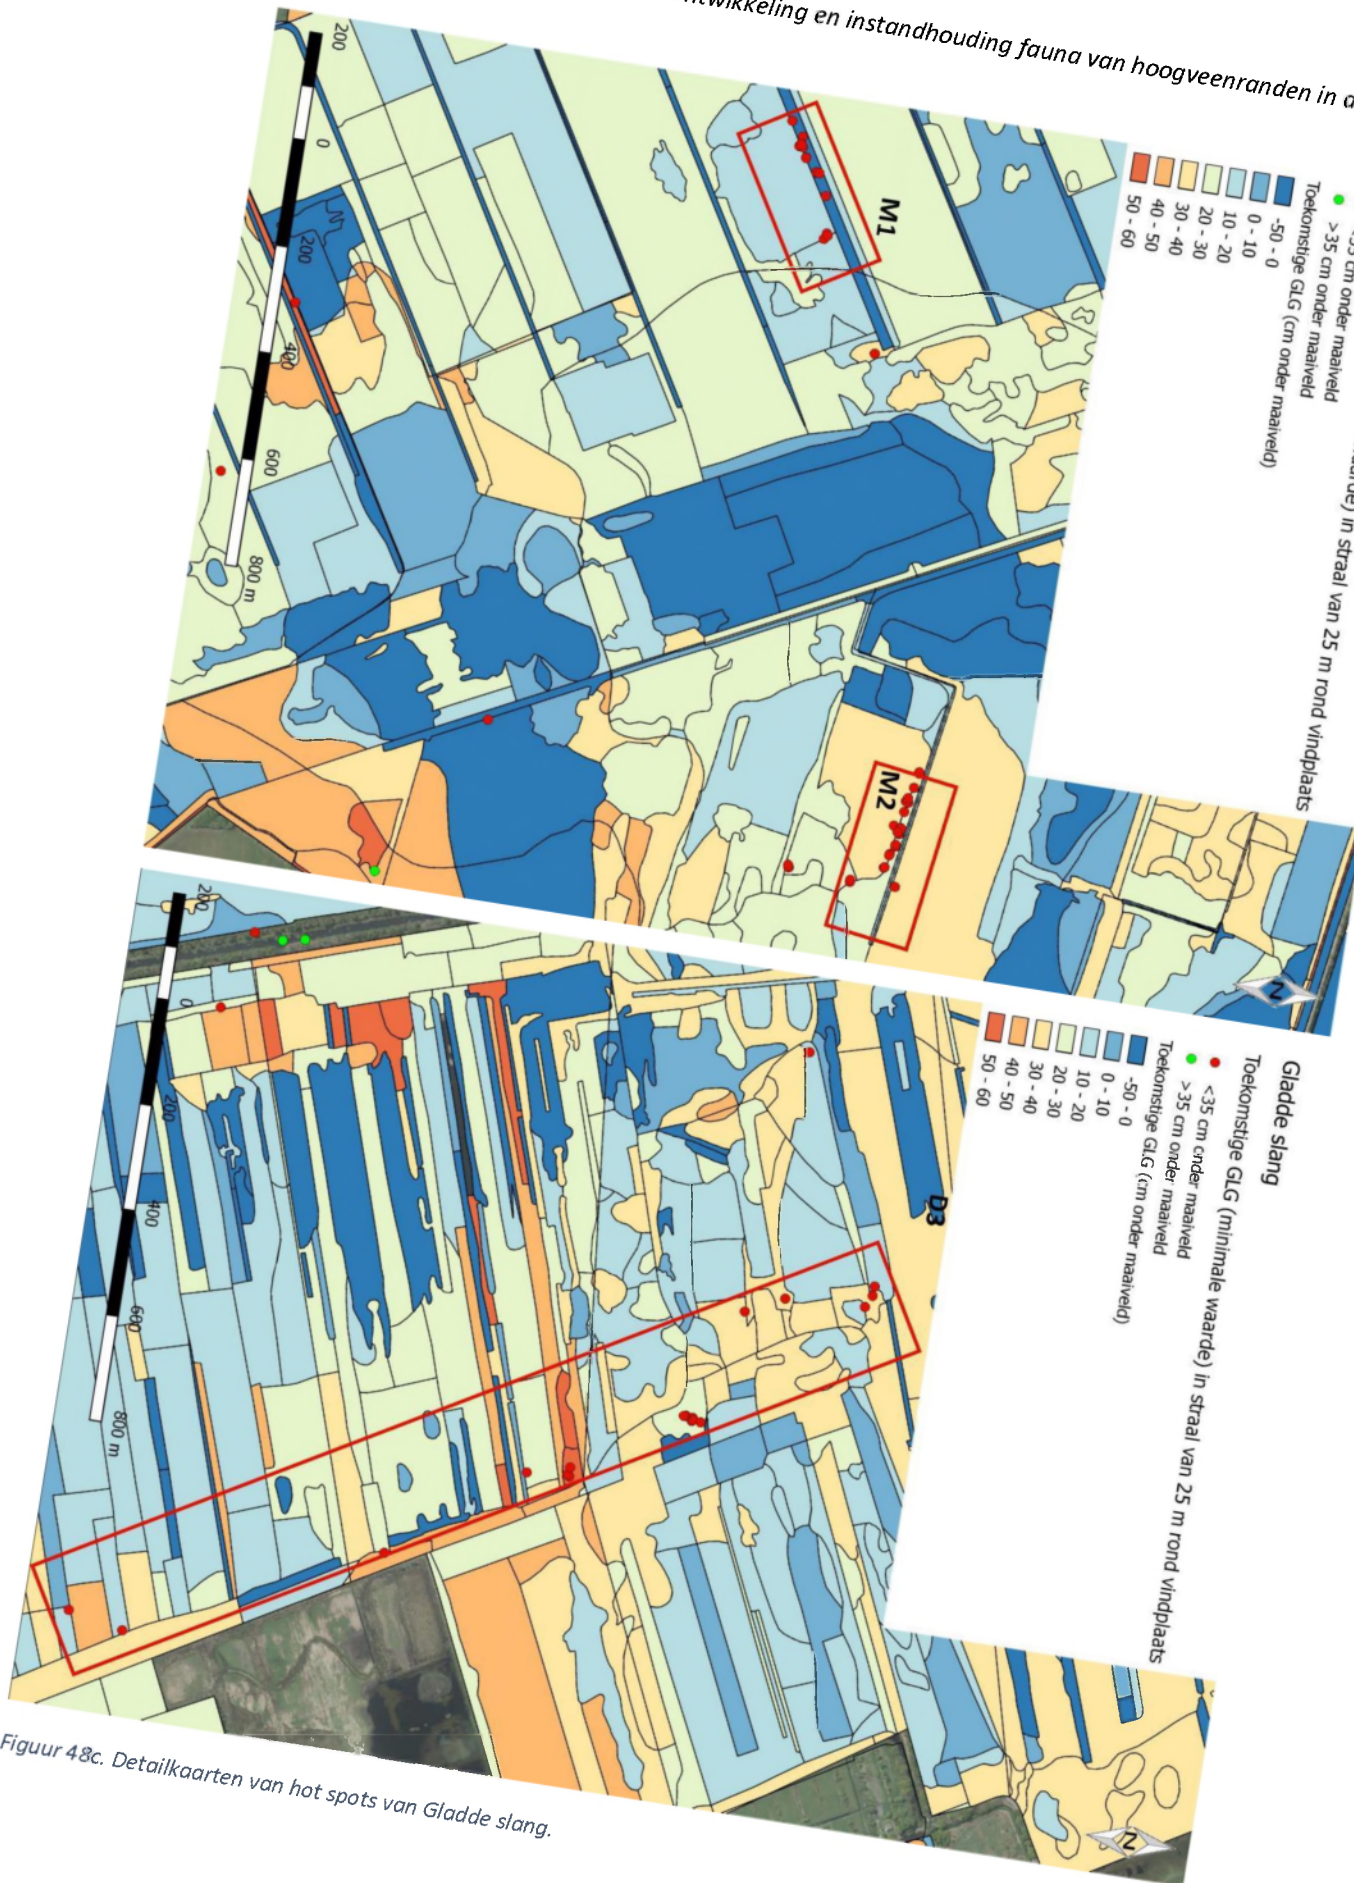 ntwikkeling en instandhouding fauna van hoogveenranden in d
M1
M2
200
0
200
400
600
800 m
cm onder maaiveld
>35 cm onder maaiveld
Toekomstige GLG (cm onder maaiveld)
-50 - 0
0 - 10
10 - 20
20 - 30
30 - 40
40 - 50
50 - 60
in straal van 25 m rond vindplaats
N
Gladde slang
Toekomstige GLG (minimale waarde) in straal van 25 m rond vindplaats
<35 cm onder maaiveld
>35 cm onder maaiveld
Toekomstige GLG (cm onder maaiveld)
-50 - 0
0 - 10
10 - 20
20 - 30
30 - 40
40 - 50
50 - 60
D3
200
0
200
400
600
800 m
N
Figuur 48c. Detailkaarten van hot spots van Gladde slang.